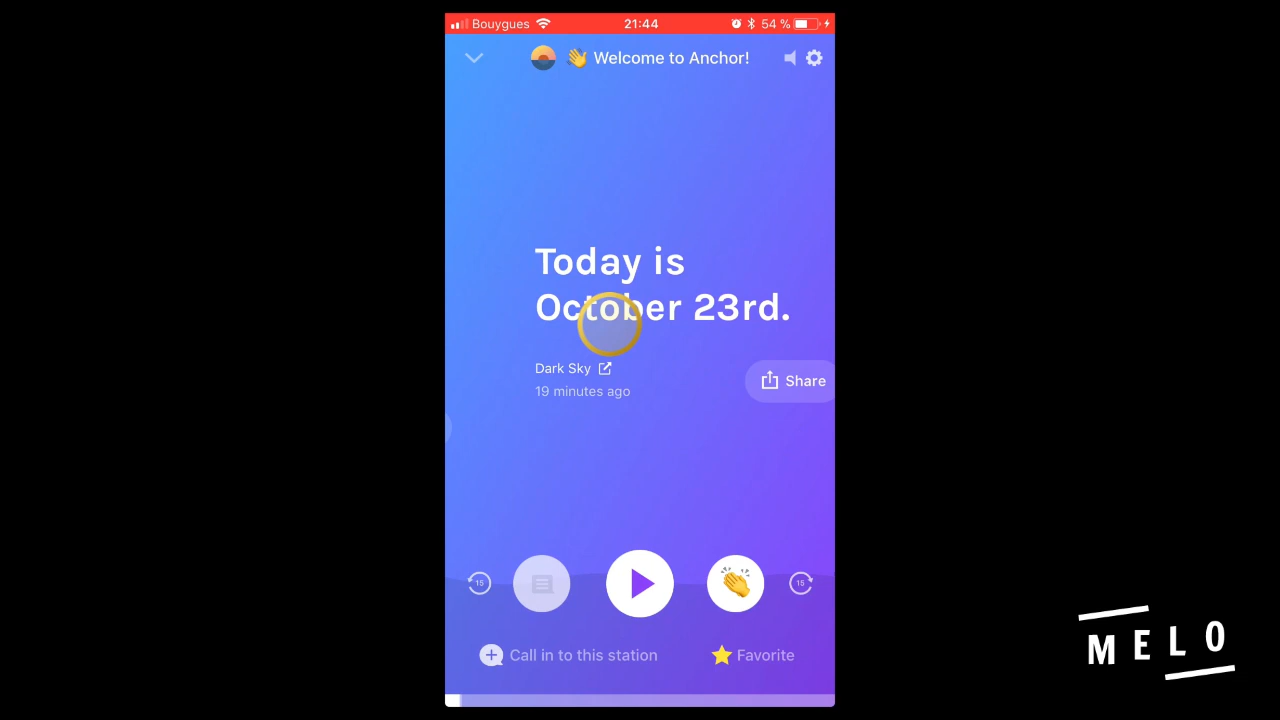 Bouygues 21:44 54 %
Welcome to Anchor!
Today is
October 23rd.
Dark Sky
19 minutes ago
Share
15
15
Call in to this station
Favorite
MELO